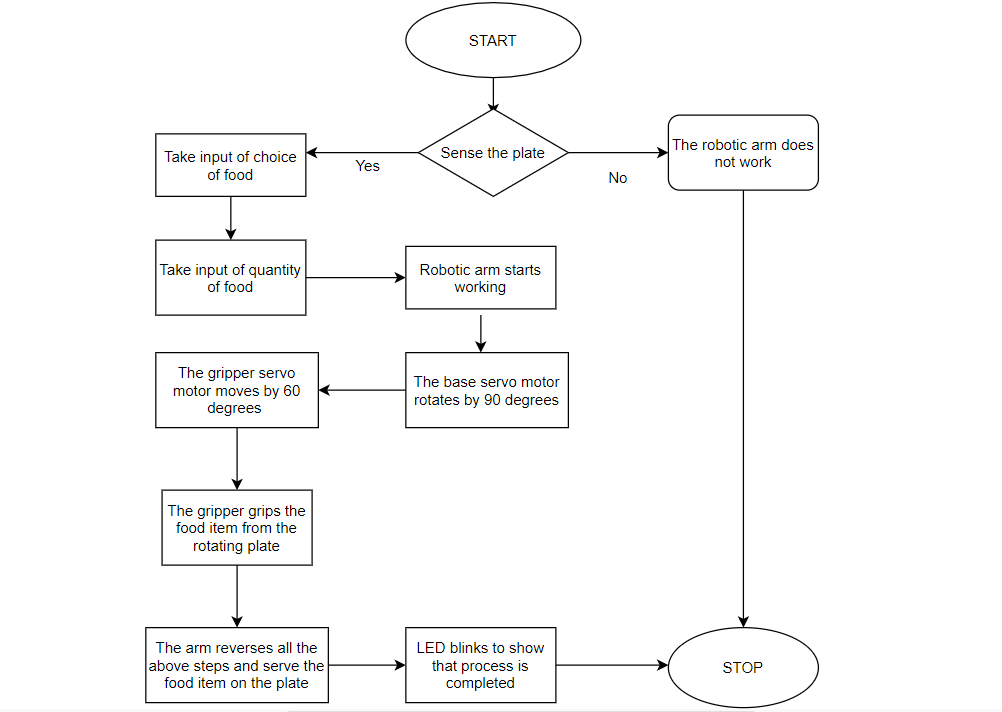 START
Sense the plate
Yes
No
The robotic arm does
not work
Take input of choice
of food
Take input of quantity
of food
Robotic arm starts
working
The base servo motor
rotates by 90 degrees
The gripper servo
motor moves by 60
degrees
The gripper grips the
food item from the
rotating plate
The arm reverses all the
above steps and serve the
food item on the plate
LED blinks to show
that process is
completed
STOP